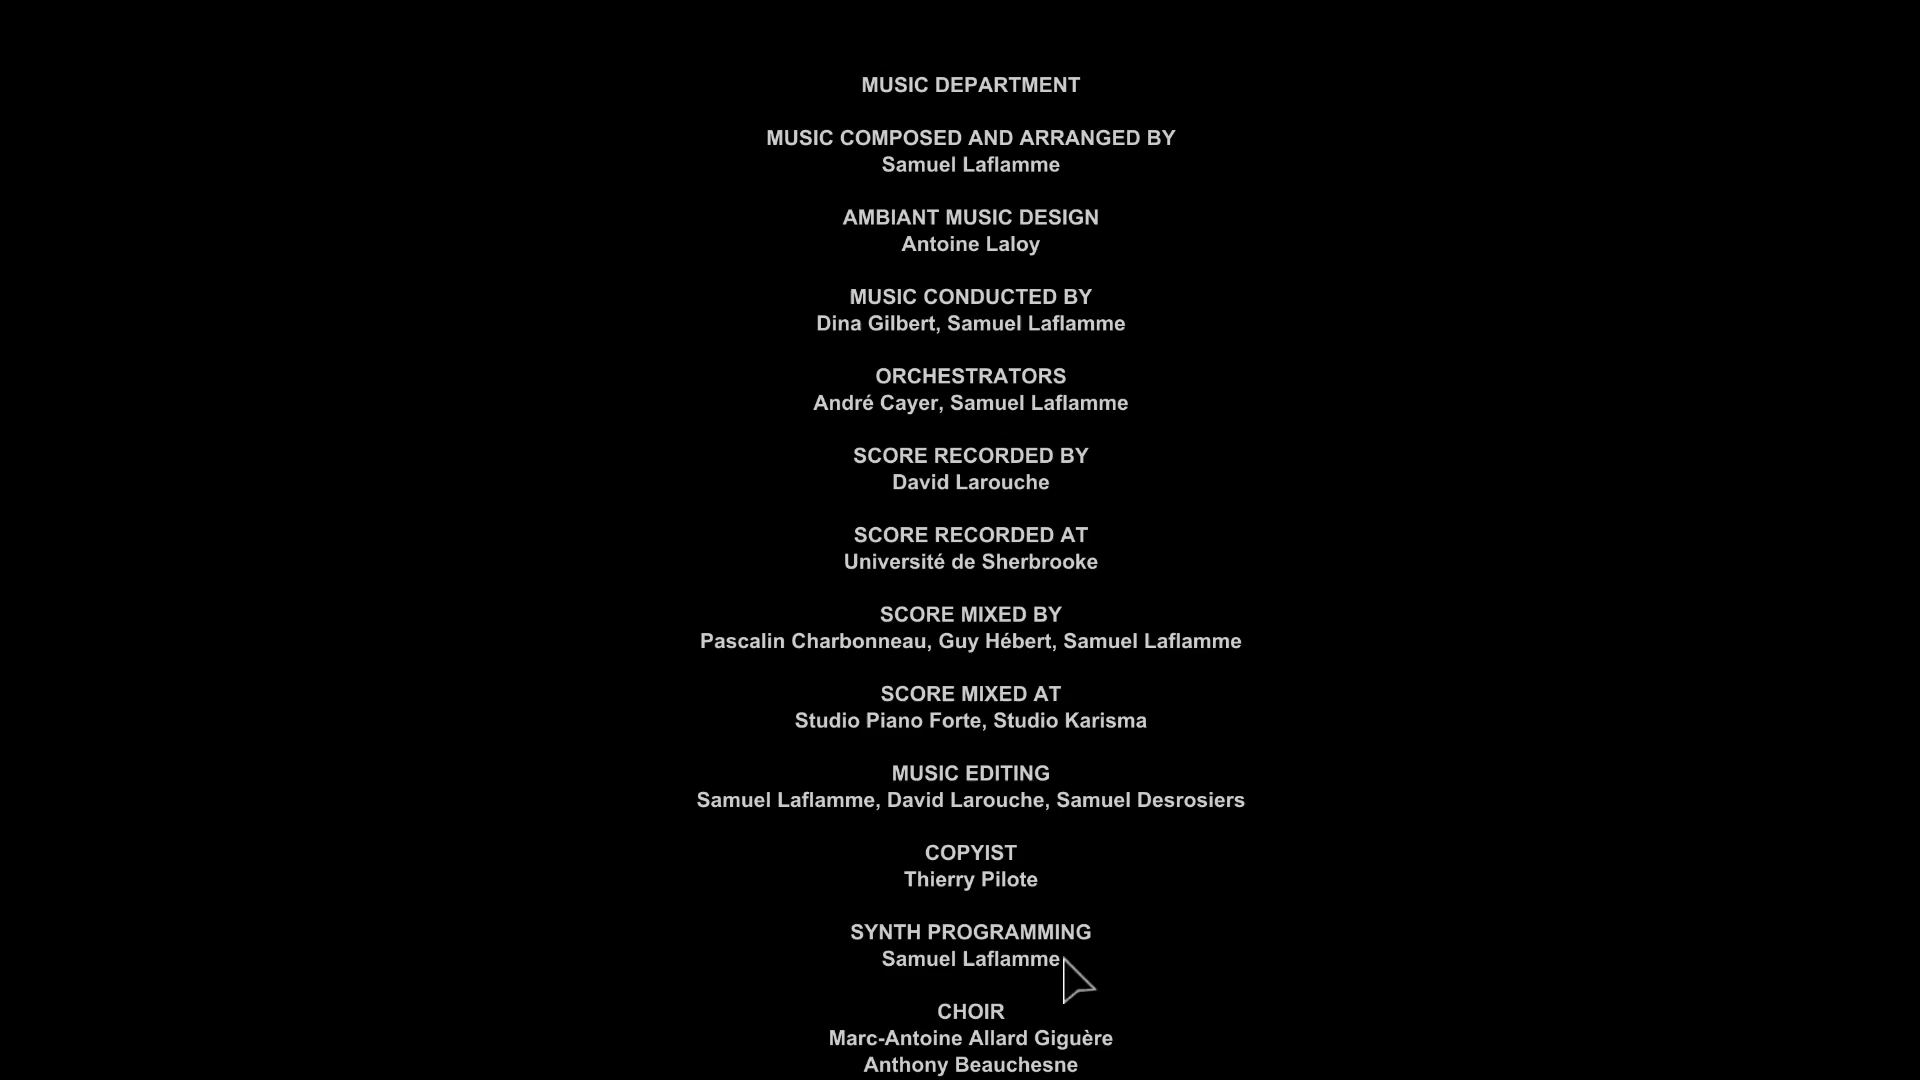 MUSIC DEPARTMENT
MUSIC COMPOSED AND ARRANGED BY
Samuel Laflamme
AMBIANT MUSIC DESIGN
Antoine Laloy
MUSIC CONDUCTED BY
Dina Gilbert, Samuel Laflamme
ORCHESTRATORS
André Cayer, Samuel Laflamme
SCORE RECORDED BY
David Larouche
SCORE RECORDED AT
Université de Sherbrooke
SCORE MIXED BY
Pascalin Charbonneau, Guy Hébert, Samuel Laflamme
SCORE MIXED AT
Studio Piano Forte, Studio Karisma
MUSIC EDITING
Samuel Laflamme, David Larouche, Samuel Desrosiers
COPYIST
Thierry Pilote
SYNTH PROGRAMMING
Samuel Laflamme
CHOIR
Marc-Antoine Allard Giguère
Anthony Beauchesne